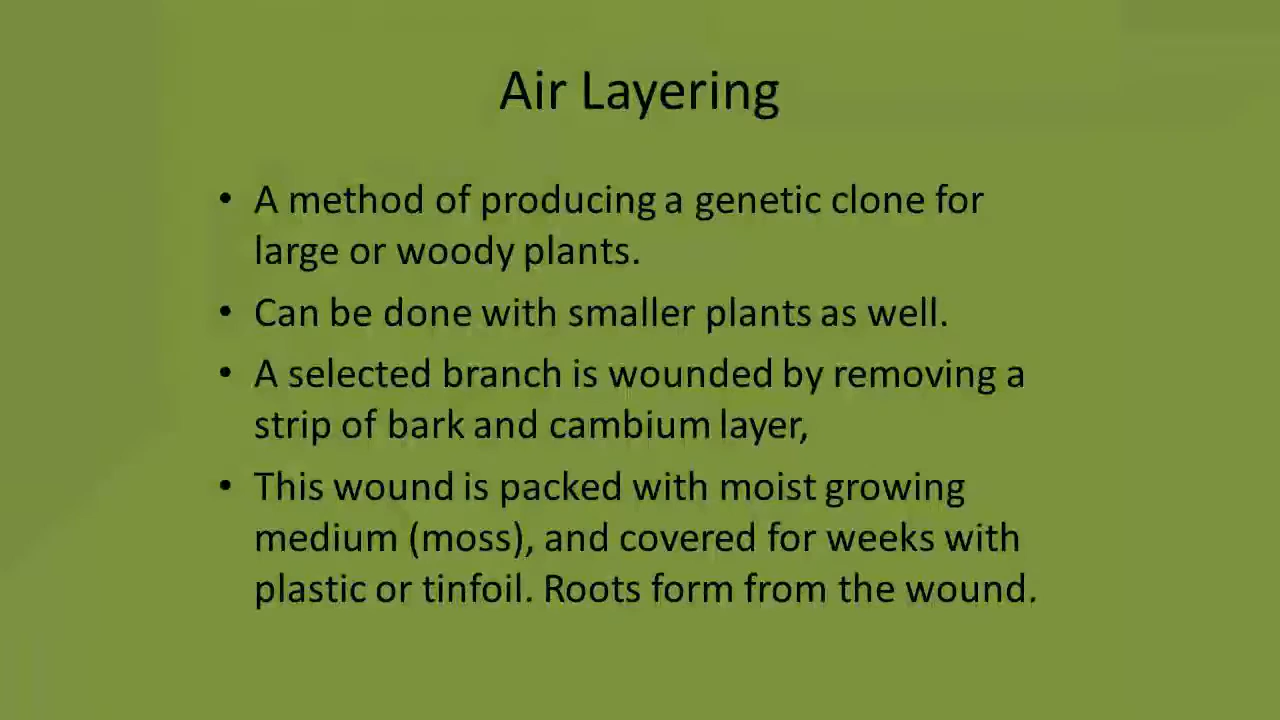 Air Layering
• A method of producing a genetic clone for
large or woody plants.
• Can be done with smaller plants as well.
• A selected branch is wounded by removing a
strip of bark and cambium layer,
• This wound is packed with moist growing
medium (moss), and covered for weeks with
plastic or tinfoil. Roots form from the wound.